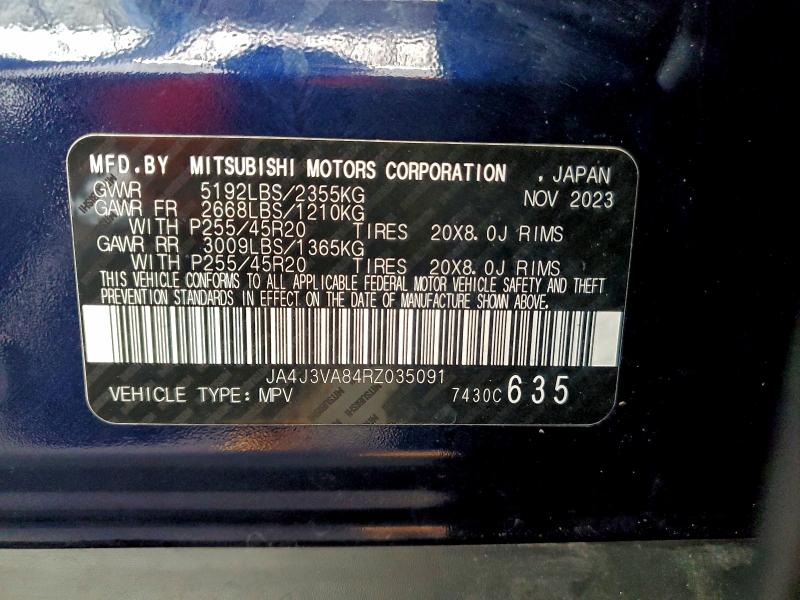 MFD.BY MITSUBISHI MOTORS CORPORATION , JAPAN
GVWR 5192LBS/2355KG NOV 2023
GAWR FR 2668LBS/1210KG
WITH P255/45R20 TIRES 20X8.0J RIMS
GAWR RR 3009LBS/1365KG
WITH P255/45R20 TIRES 20X8.0J RIMS
THIS VEHICLE CONFORMS TO ALL APPLICABLE FEDERAL MOTOR VEHICLE SAFETY AND THEFT
PREVENTION STANDARDS IN EFFECT ON THE DATE OF MANUFACTURE SHOWN ABOVE.
JA4J3VA84RZ035091
VEHICLE TYPE: MPV 7430C 635